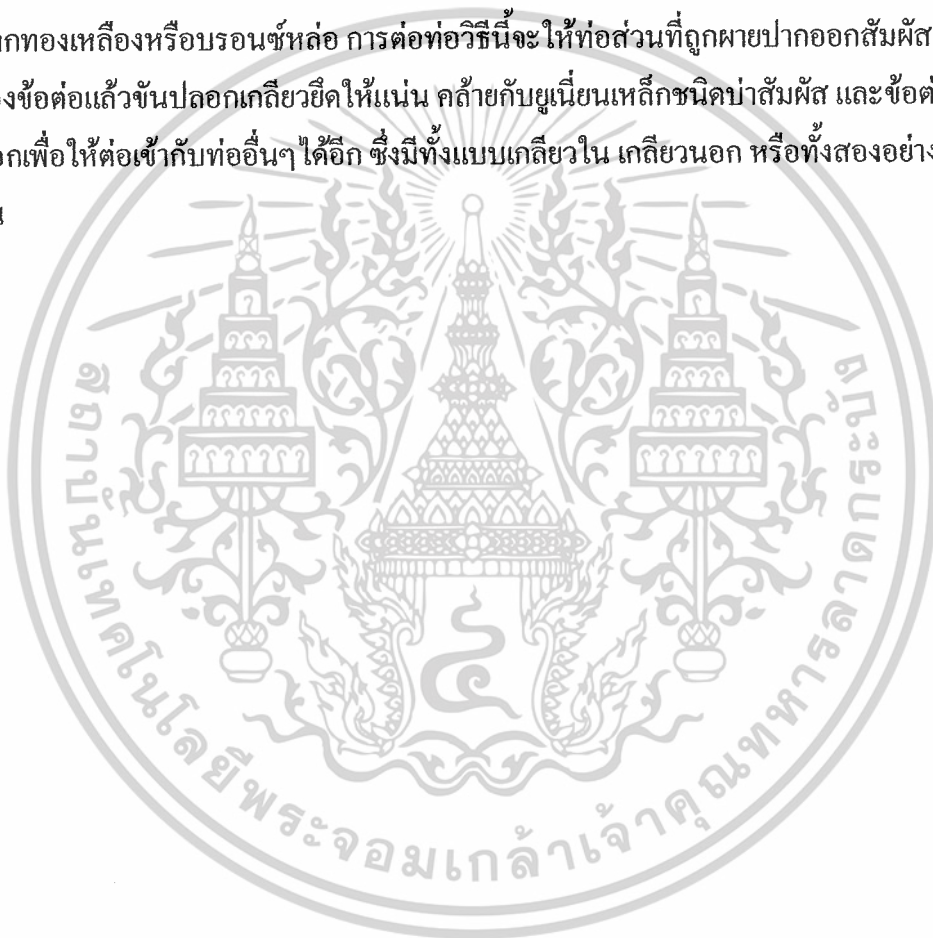 ทองเหลืองหรือบรอนซ์หล่อ การต่อท่อวิธีนี้จะให้ท่อส่วนที่ถูกผายปากออกสัมผัส
ข้อต่อแล้วขันปลอกเกลียวยึดให้แน่น คล้ายกับยูเนี่ยนเหล็กชนิดบ่าสัมผัส และข้อต่
เพื่อให้ต่อเข้ากับท่ออื่นๆ ได้อีก ซึ่งมีทั้งแบบเกลียวใน เกลียวนอก หรือทั้งสองอย่าง
สถาบันเทคโนโลยีพระจอมเกล้าเจ้าคุณทหารลาดกระบัง
๔